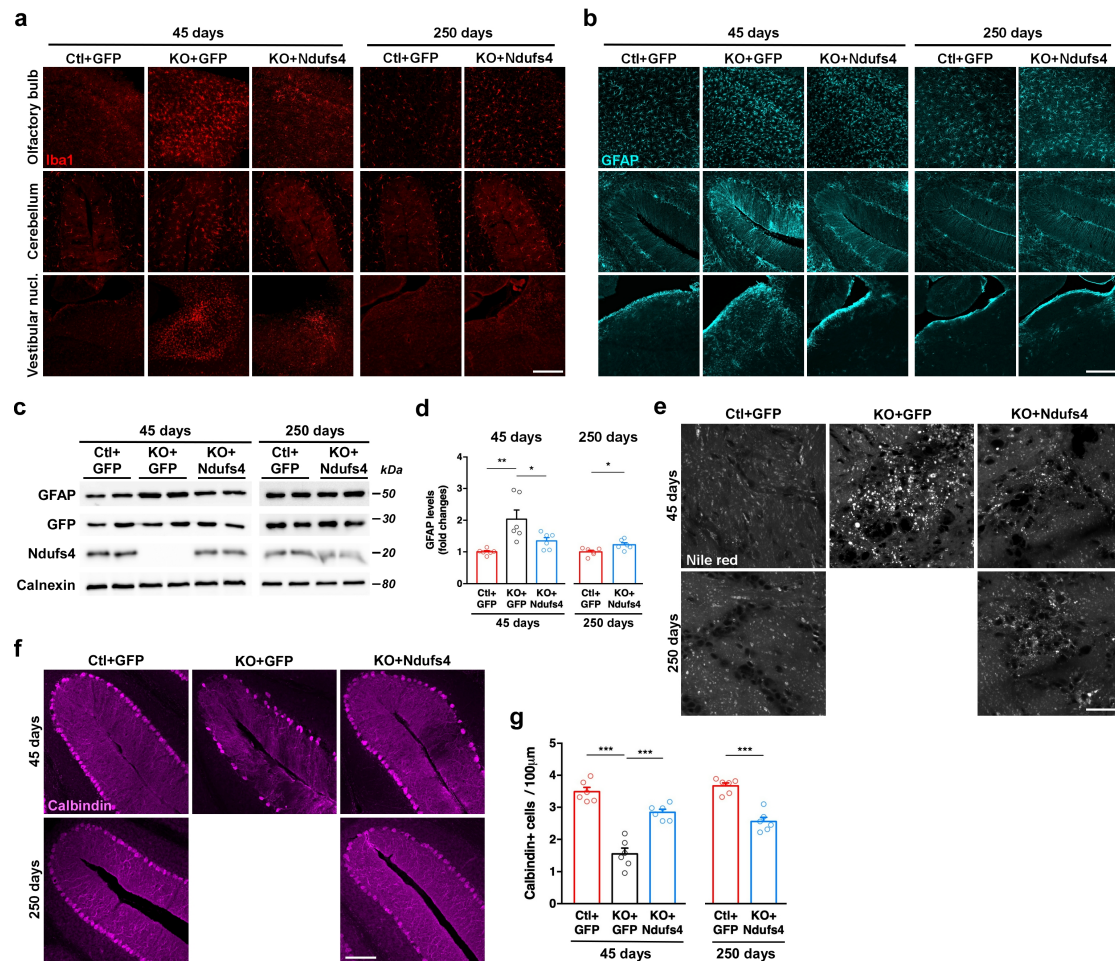 a
45 days
250 days
Ctl+GFP KO+GFP KO+Ndufs4 Ctl+GFP KO+Ndufs4
Olfactory bulb
Iba1
Cerebellum
Vestibular nucl.
b
45 days
250 days
Ctl+GFP KO+GFP KO+Ndufs4 Ctl+GFP KO+Ndufs4
GFAP
c
45 days
250 days
Ctl+ GFP
KO+ GFP
KO+ Ndufs4
Ctl+ GFP
KO+ Ndufs4
kDa
GFAP
50
GFP
30
Ndufs4
20
Calnexin
80
d
45 days
250 days
GFAP levels
(fold changes)
4
3
2
1
0
**
*
*
Ctl+ GFP
KO+ GFP
KO+ Ndufs4
Ctl+ GFP
KO+ Ndufs4
45 days
250 days
e
Ctl+GFP KO+GFP KO+Ndufs4
45 days
Nile red
250 days
f
Ctl+GFP KO+GFP KO+Ndufs4
45 days
Calbindin
250 days
g
Calbindin+ cells / 100µm
5
4
3
2
1
0
***
***
***
Ctl+ GFP
KO+ GFP
KO+ Ndufs4
Ctl+ GFP
KO+ Ndufs4
45 days
250 days